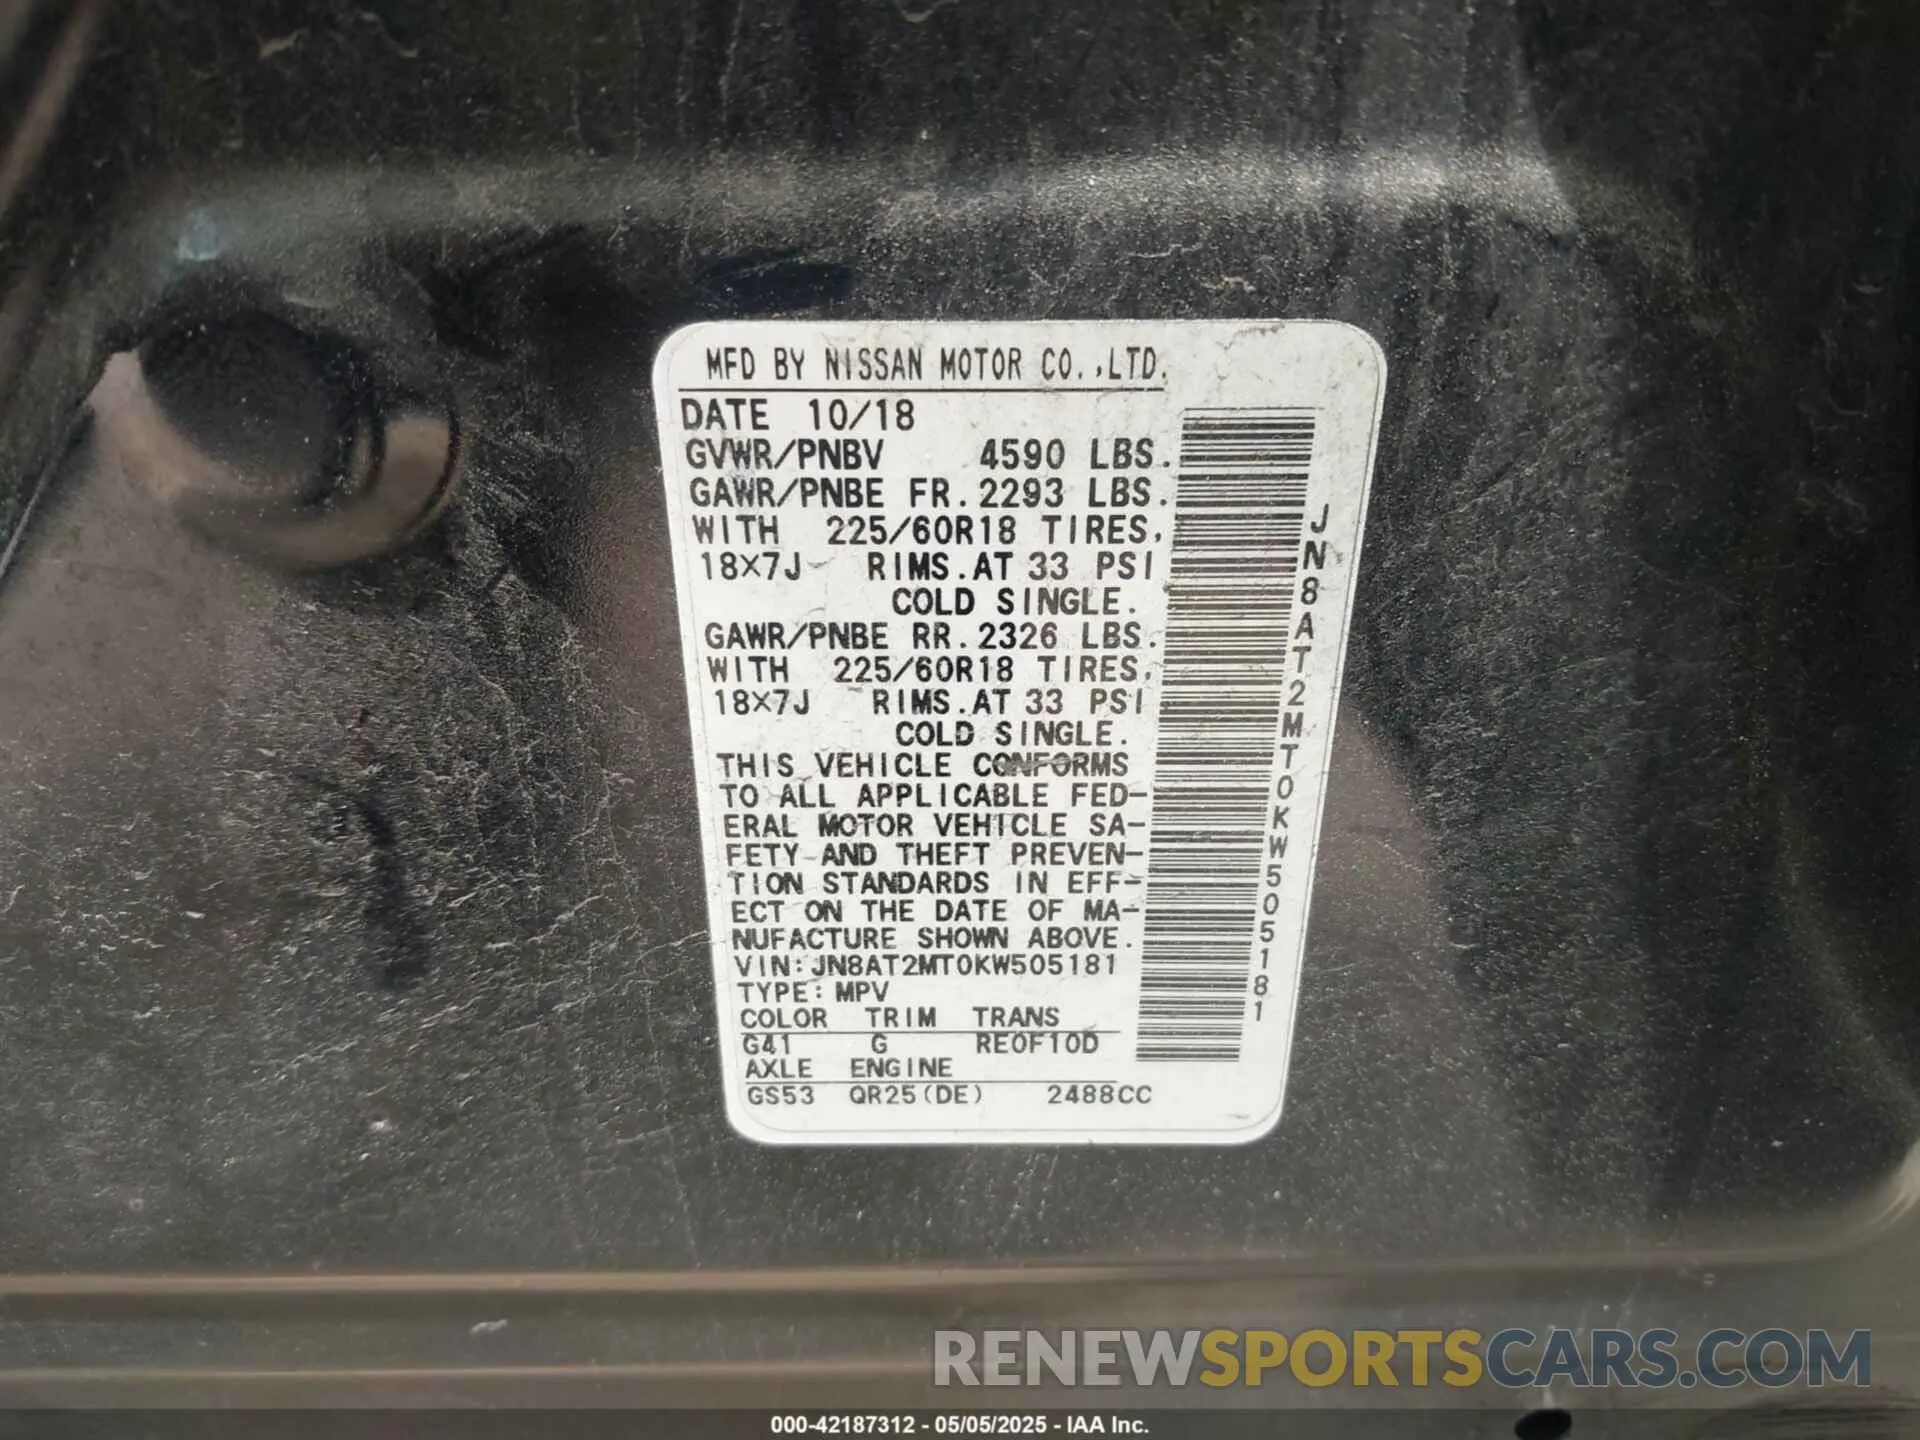 MFD BY NISSAN MOTOR CO.,LTD.
DATE 10/18
GVWR/PNBV 4590 LBS.
GAWR/PNBE FR.2293 LBS.
WITH 225/60R18 TIRES,
18×7J RIMS.AT 33 PSI
COLD SINGLE.
GAWR/PNBE RR.2326 LBS.
WITH 225/60R18 TIRES,
18×7J RIMS.AT 33 PSI
COLD SINGLE.
THIS VEHICLE CONFORMS
TO ALL APPLICABLE FED-
ERAL MOTOR VEHICLE SA-
FETY AND THEFT PREVEN-
TION STANDARDS IN EFF-
ECT ON THE DATE OF MA-
NUFACTURE SHOWN ABOVE.
VIN:JN8AT2MT0KW505181
TYPE:MPV
COLOR TRIM TRANS
G41 G RE0F10D
AXLE ENGINE
GS53 QR25(DE) 2488CC
JN8AT2MT0KW505181
RENEWSPORTSCARS.COM
000-42187312 - 05/05/2025 - IAA Inc.